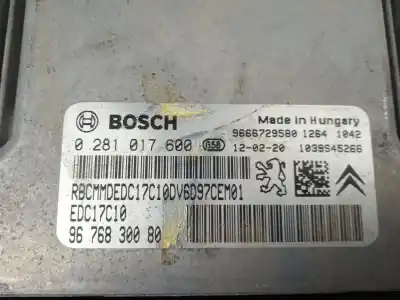 BOSCH
Made in Hungary
9666729580 1264 1042
0 281 017 600 G50 12-02-20 1039S45266
RBCMMDEDC17C10DV6D97CEM01
EDC17C10
96 768 300 80